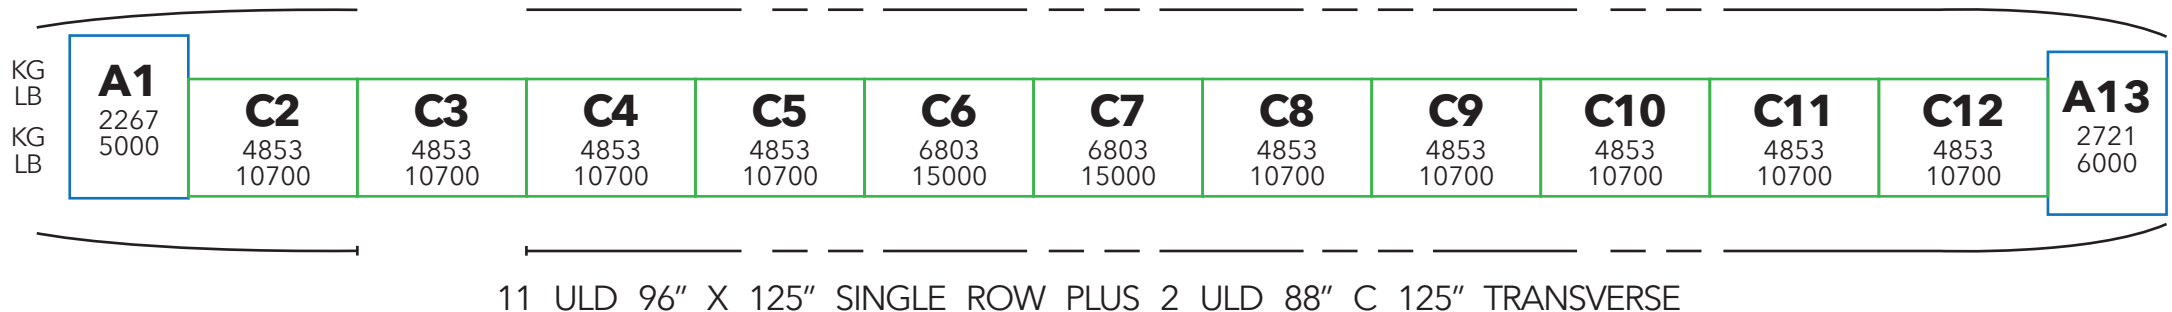 KG
LB
KG
LB
A1
2267
5000
C2
4853
10700
C3
4853
10700
C4
4853
10700
C5
4853
10700
C6
6803
15000
C7
6803
15000
C8
4853
10700
C9
4853
10700
C10
4853
10700
C11
4853
10700
C12
4853
10700
A13
2721
6000
11 ULD 96” X 125” SINGLE ROW PLUS 2 ULD 88” C 125” TRANSVERSE